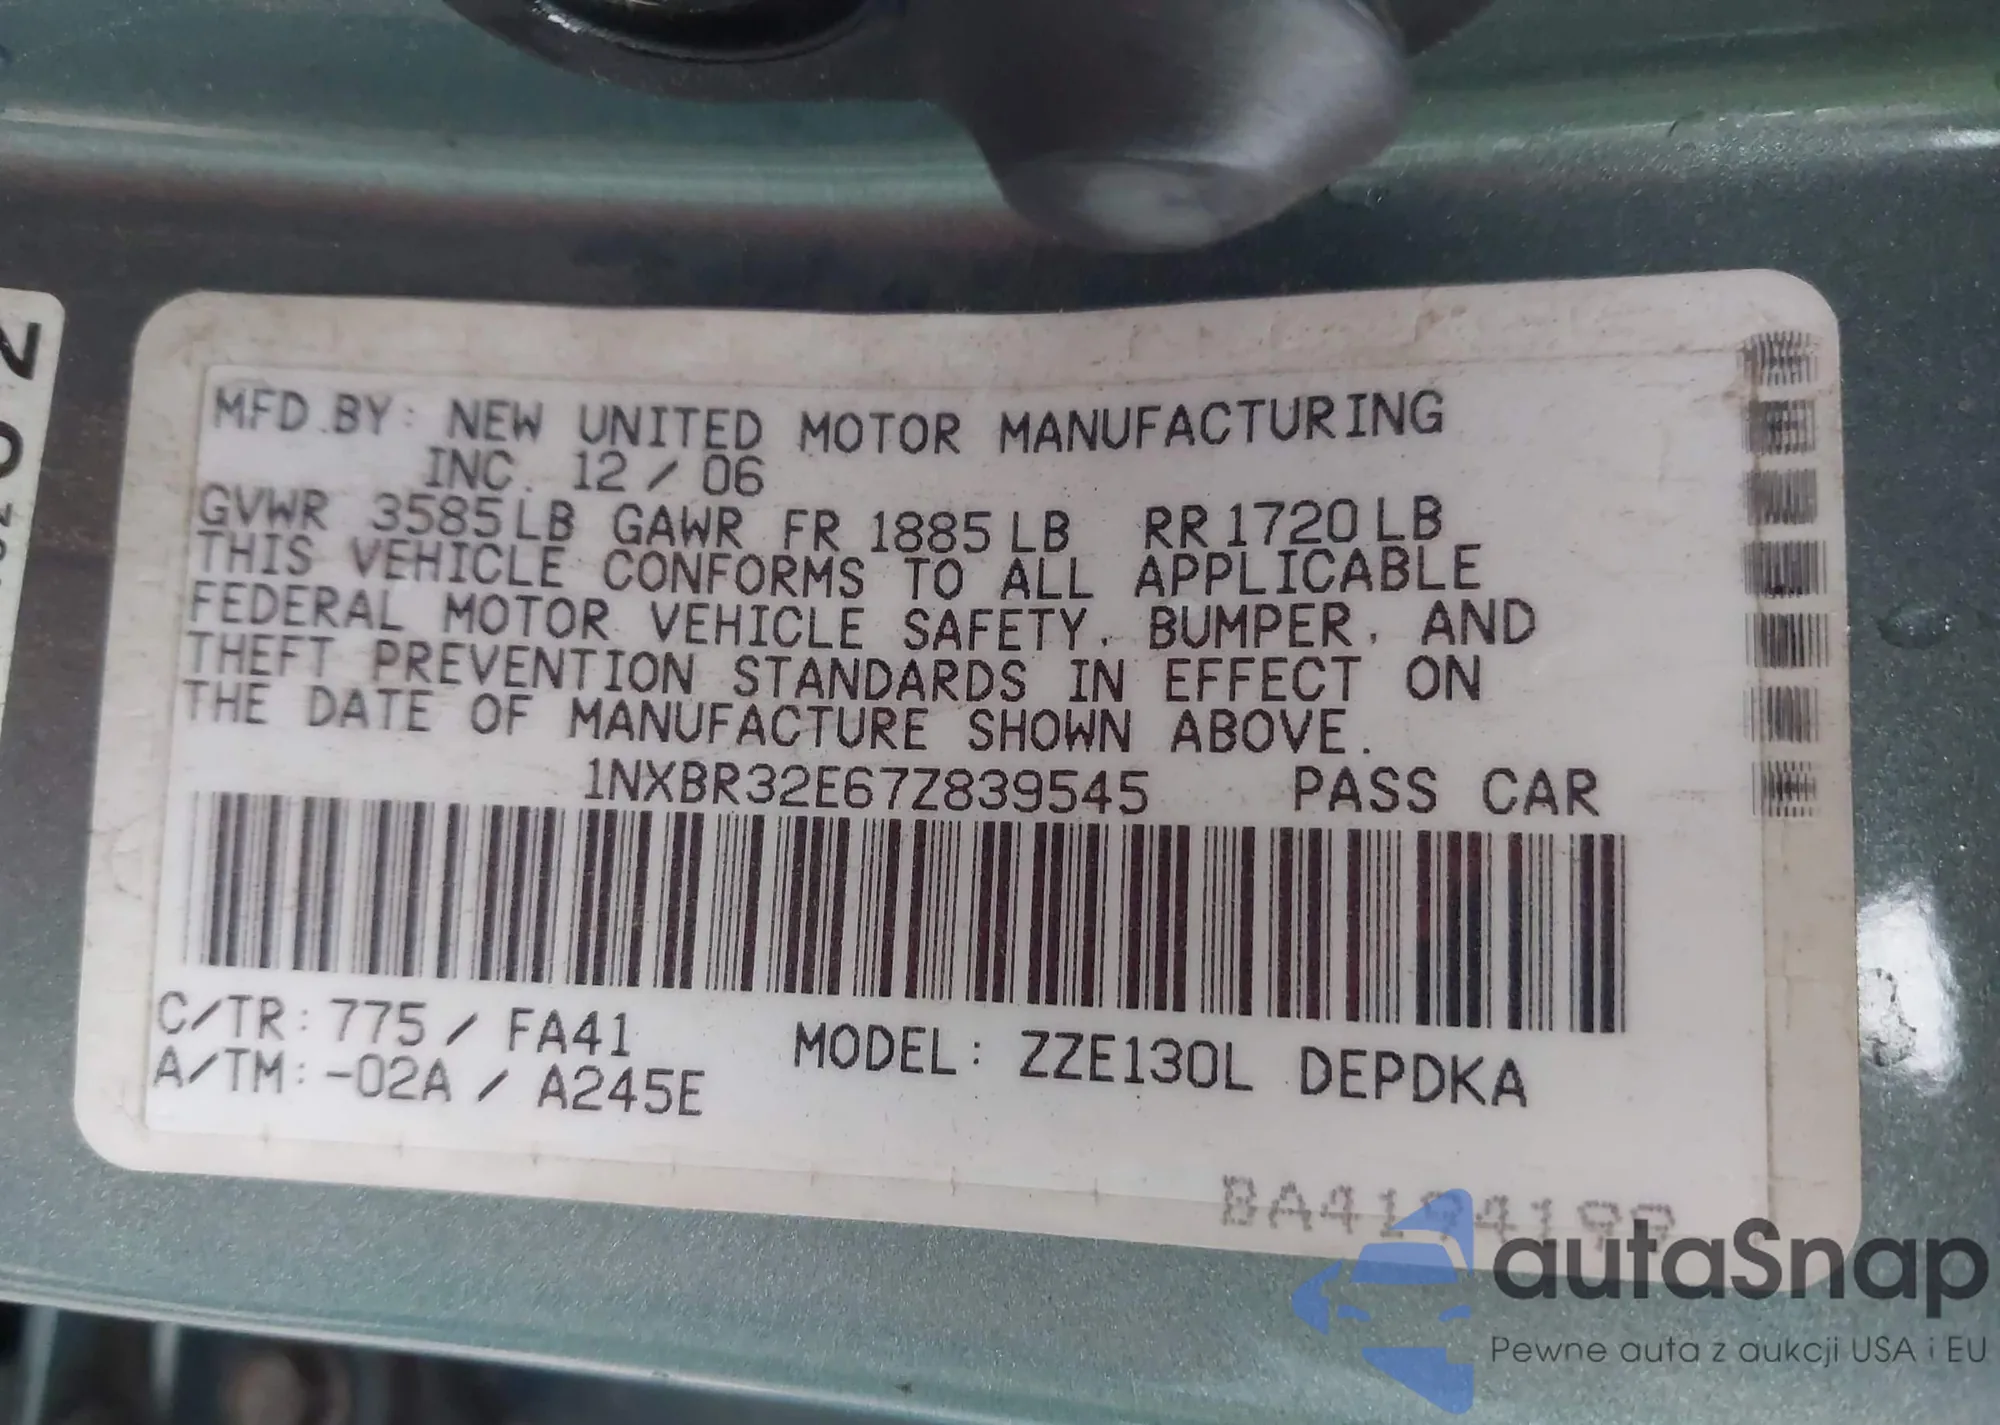 MFD.BY: NEW UNITED MOTOR MANUFACTURING
INC. 12/06
GVWR 3585LB GAWR FR 1885LB RR1720LB
THIS VEHICLE CONFORMS TO ALL APPLICABLE
FEDERAL MOTOR VEHICLE SAFETY, BUMPER, AND
THEFT PREVENTION STANDARDS IN EFFECT ON
THE DATE OF MANUFACTURE SHOWN ABOVE.
1NXBR32E67Z839545 PASS CAR
C/TR: 775/ FA41
A/TM: -02A / A245E
MODEL: ZZE130L DEPDKA
autaSnap
Pewne auta z aukcji USA i EU